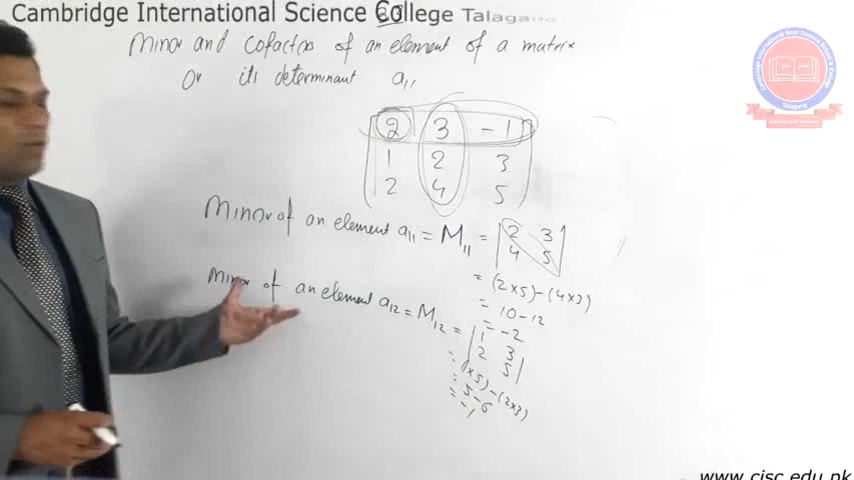 Cambridge International Science College Talagang
Minor and Cofactor of an element of a matrix
Or its determinant a11
2 3 -1
1 2 3
2 4 5
Minor of an element a11 = M11 = | 2 3 |
| 4 5 |
= (2×5)-(4×3)
= 10-12
= -2
Minor of an element a12 = M12 = | 1 3 |
| 2 5 |
= (1×5)-(2×3)
= 5-6
= -1
www.cisc.edu.pk